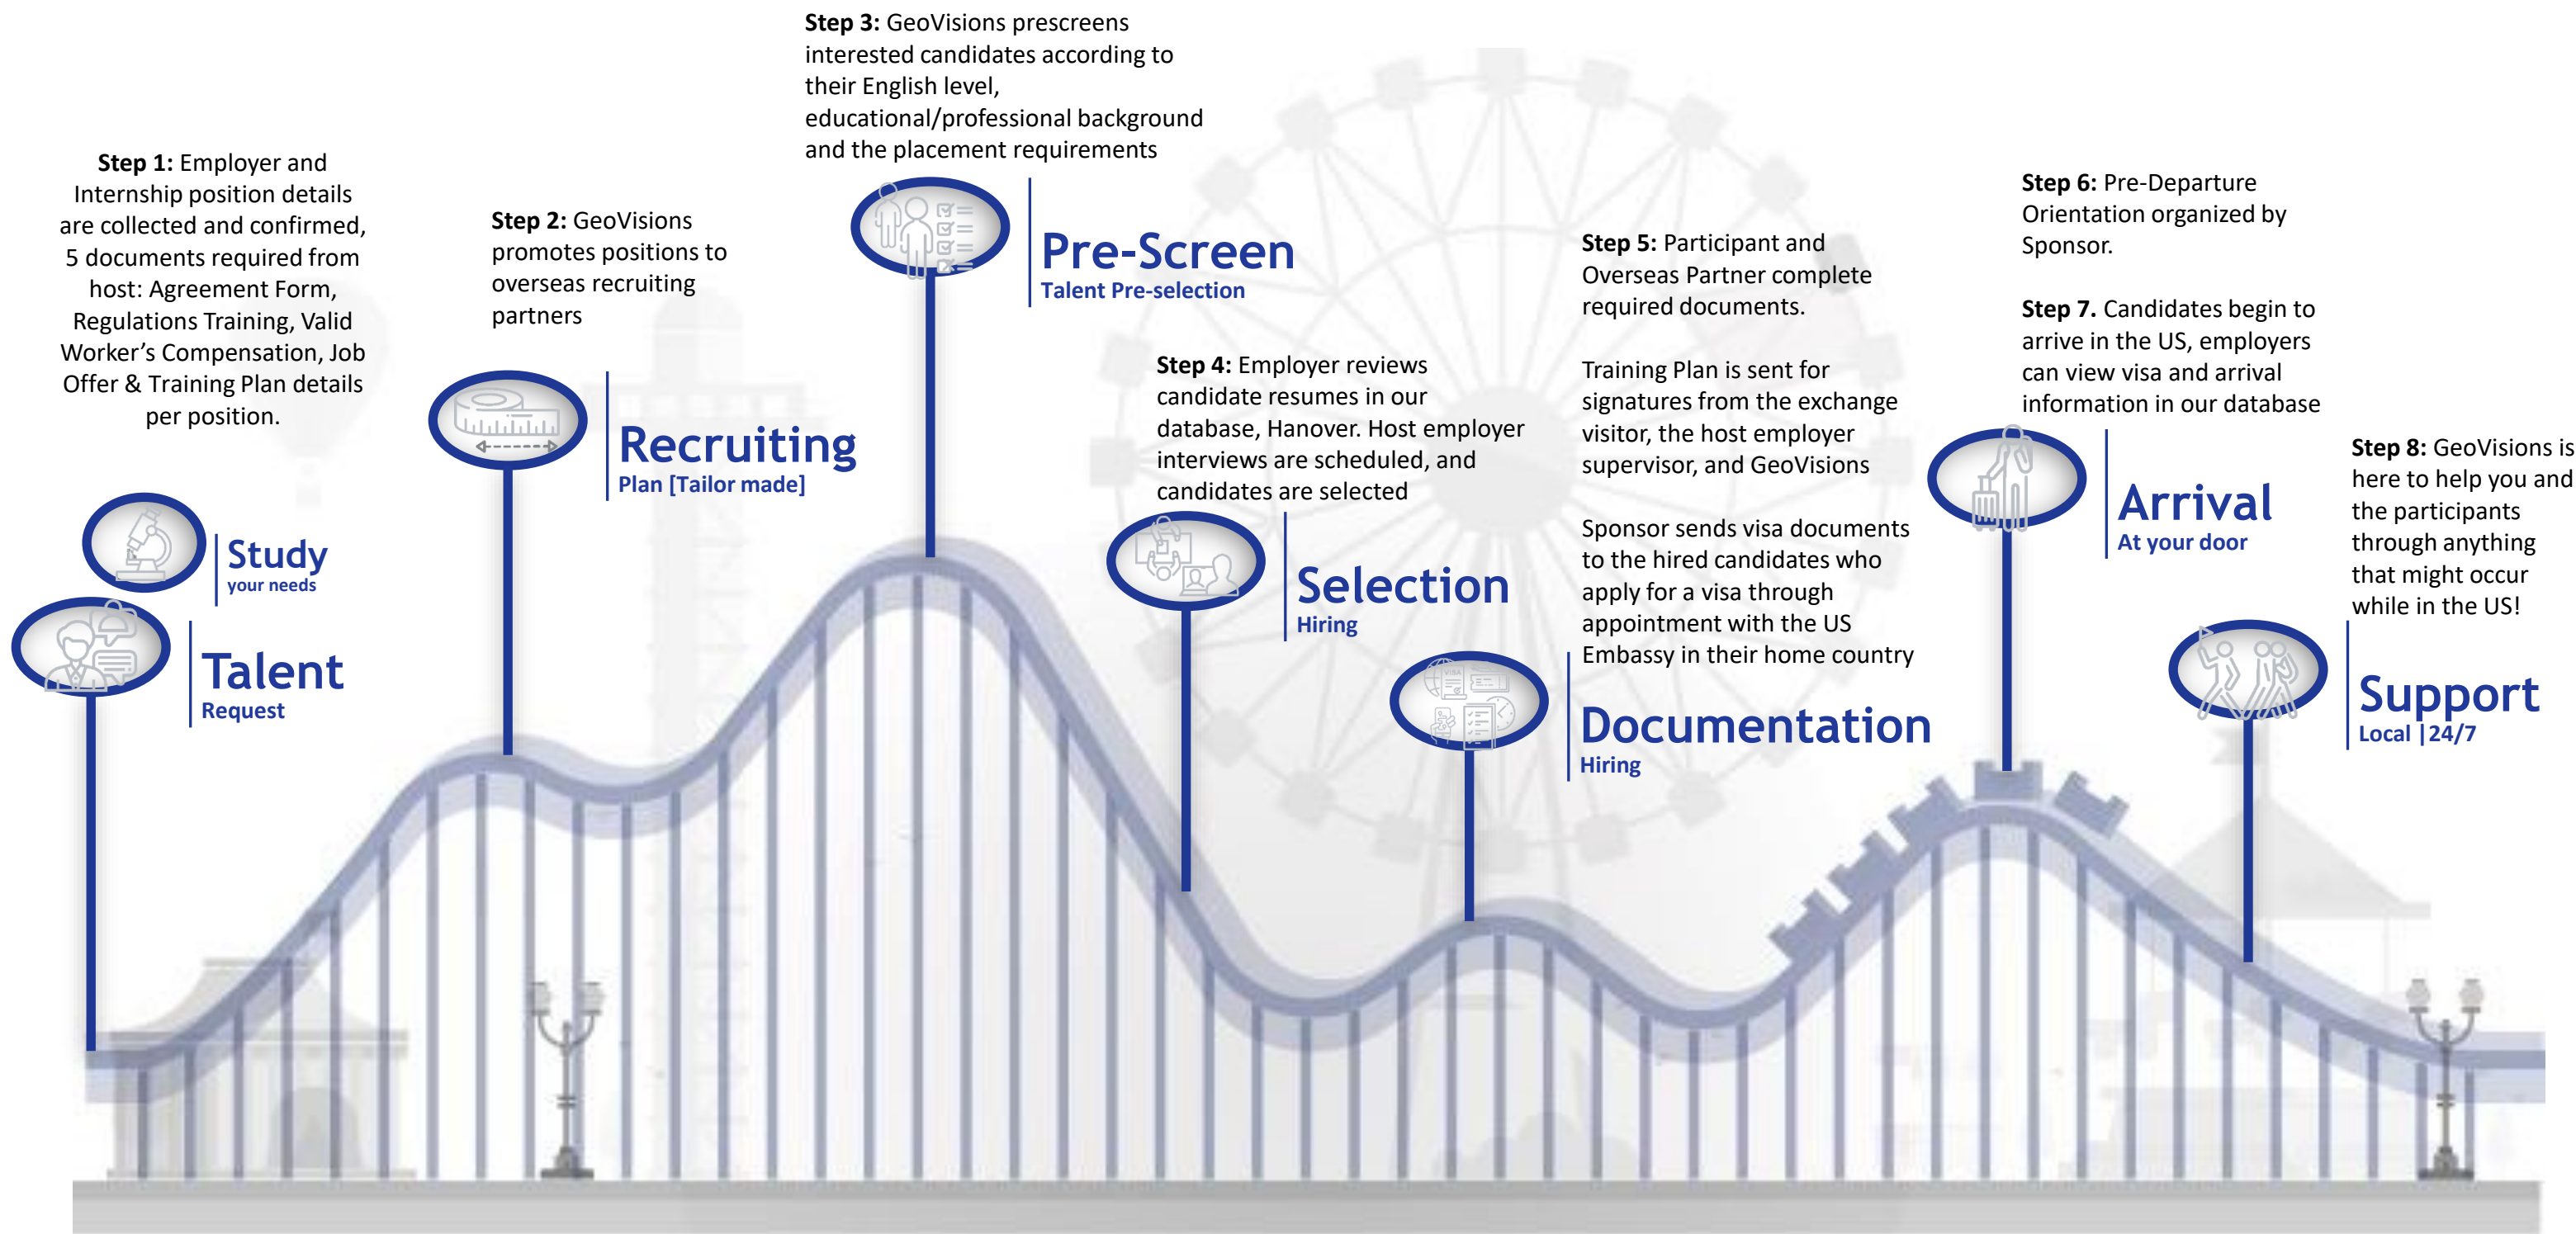 Step 1: Employer and
Internship position details
are collected and confirmed,
5 documents required from
host: Agreement Form,
Regulations Training, Valid
Worker’s Compensation, Job
Offer & Training Plan details
per position.
Study
your needs
Talent
Request
Step 2: GeoVisions
promotes positions to
overseas recruiting
partners
Recruiting
Plan [Tailor made]
Step 3: GeoVisions prescreens
interested candidates according to
their English level,
educational/professional background
and the placement requirements
Pre-Screen
Talent Pre-selection
Step 4: Employer reviews
candidate resumes in our
database, Hanover. Host employer
interviews are scheduled, and
candidates are selected
Selection
Hiring
Step 5: Participant and
Overseas Partner complete
required documents.
Training Plan is sent for
signatures from the exchange
visitor, the host employer
supervisor, and GeoVisions
Sponsor sends visa documents
to the hired candidates who
apply for a visa through
appointment with the US
Embassy in their home country
VISA
Documentation
Hiring
Step 6: Pre-Departure
Orientation organized by
Sponsor.
Step 7. Candidates begin to
arrive in the US, employers
can view visa and arrival
information in our database
Arrival
At your door
Step 8: GeoVisions is
here to help you and
the participants
through anything
that might occur
while in the US!
Support
Local |24/7